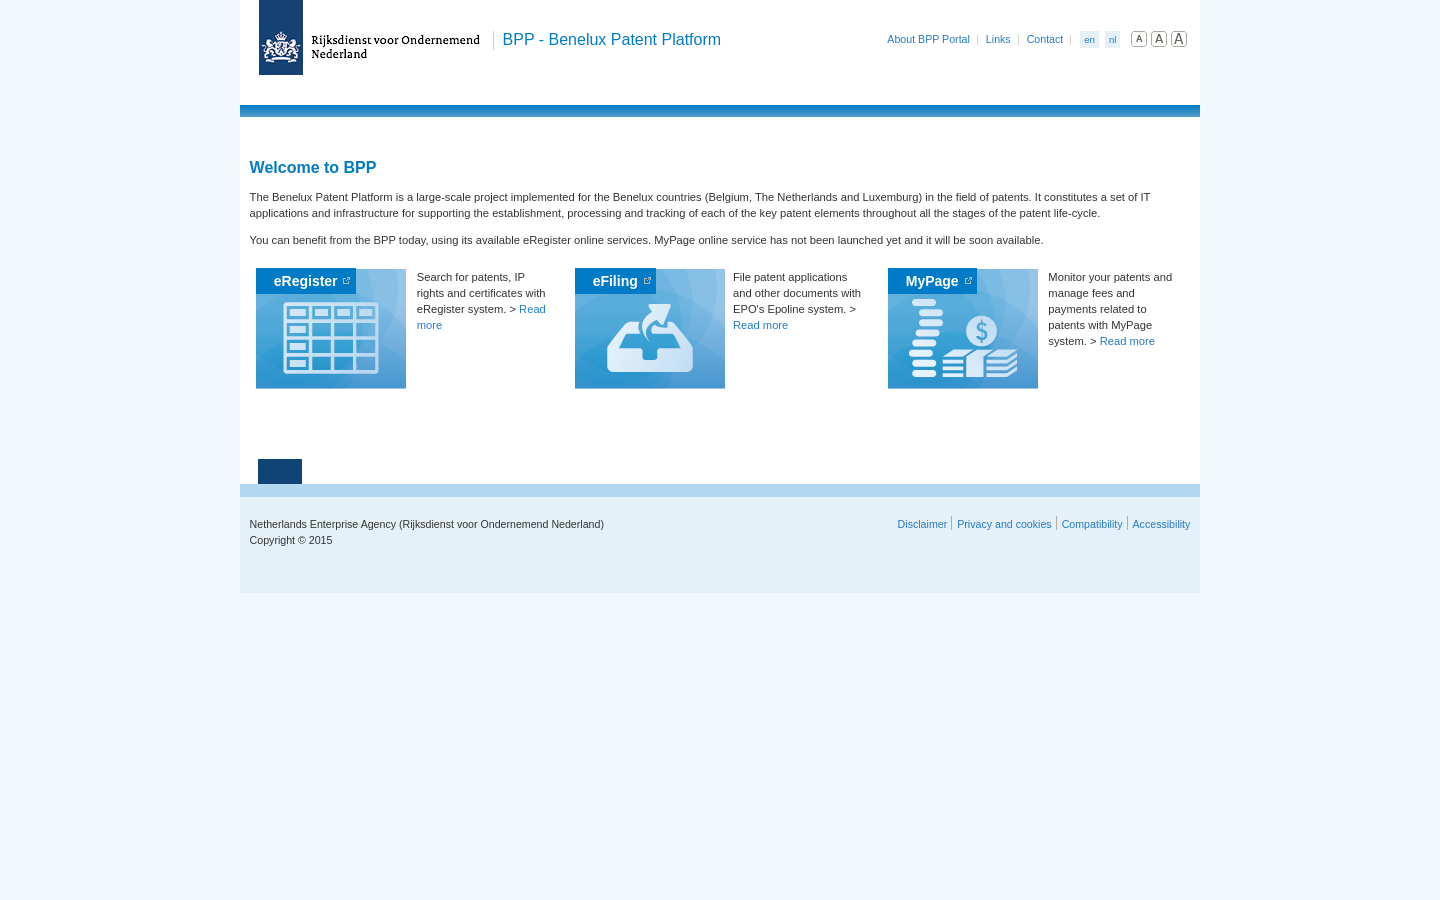 Rijksdienst voor Ondernemend
Nederland
BPP - Benelux Patent Platform
About BPP Portal | Links | Contact | en nl A A A
Welcome to BPP
The Benelux Patent Platform is a large-scale project implemented for the Benelux countries (Belgium, The Netherlands and Luxemburg) in the field of patents. It constitutes a set of IT
applications and infrastructure for supporting the establishment, processing and tracking of each of the key patent elements throughout all the stages of the patent life-cycle.
You can benefit from the BPP today, using its available eRegister online services. MyPage online service has not been launched yet and it will be soon available.
eRegister
Search for patents, IP
rights and certificates with
eRegister system. > Read
more
eFiling
File patent applications
and other documents with
EPO's Epoline system. >
Read more
MyPage
$
Monitor your patents and
manage fees and
payments related to
patents with MyPage
system. > Read more
Netherlands Enterprise Agency (Rijksdienst voor Ondernemend Nederland)
Copyright © 2015
Disclaimer | Privacy and cookies | Compatibility | Accessibility